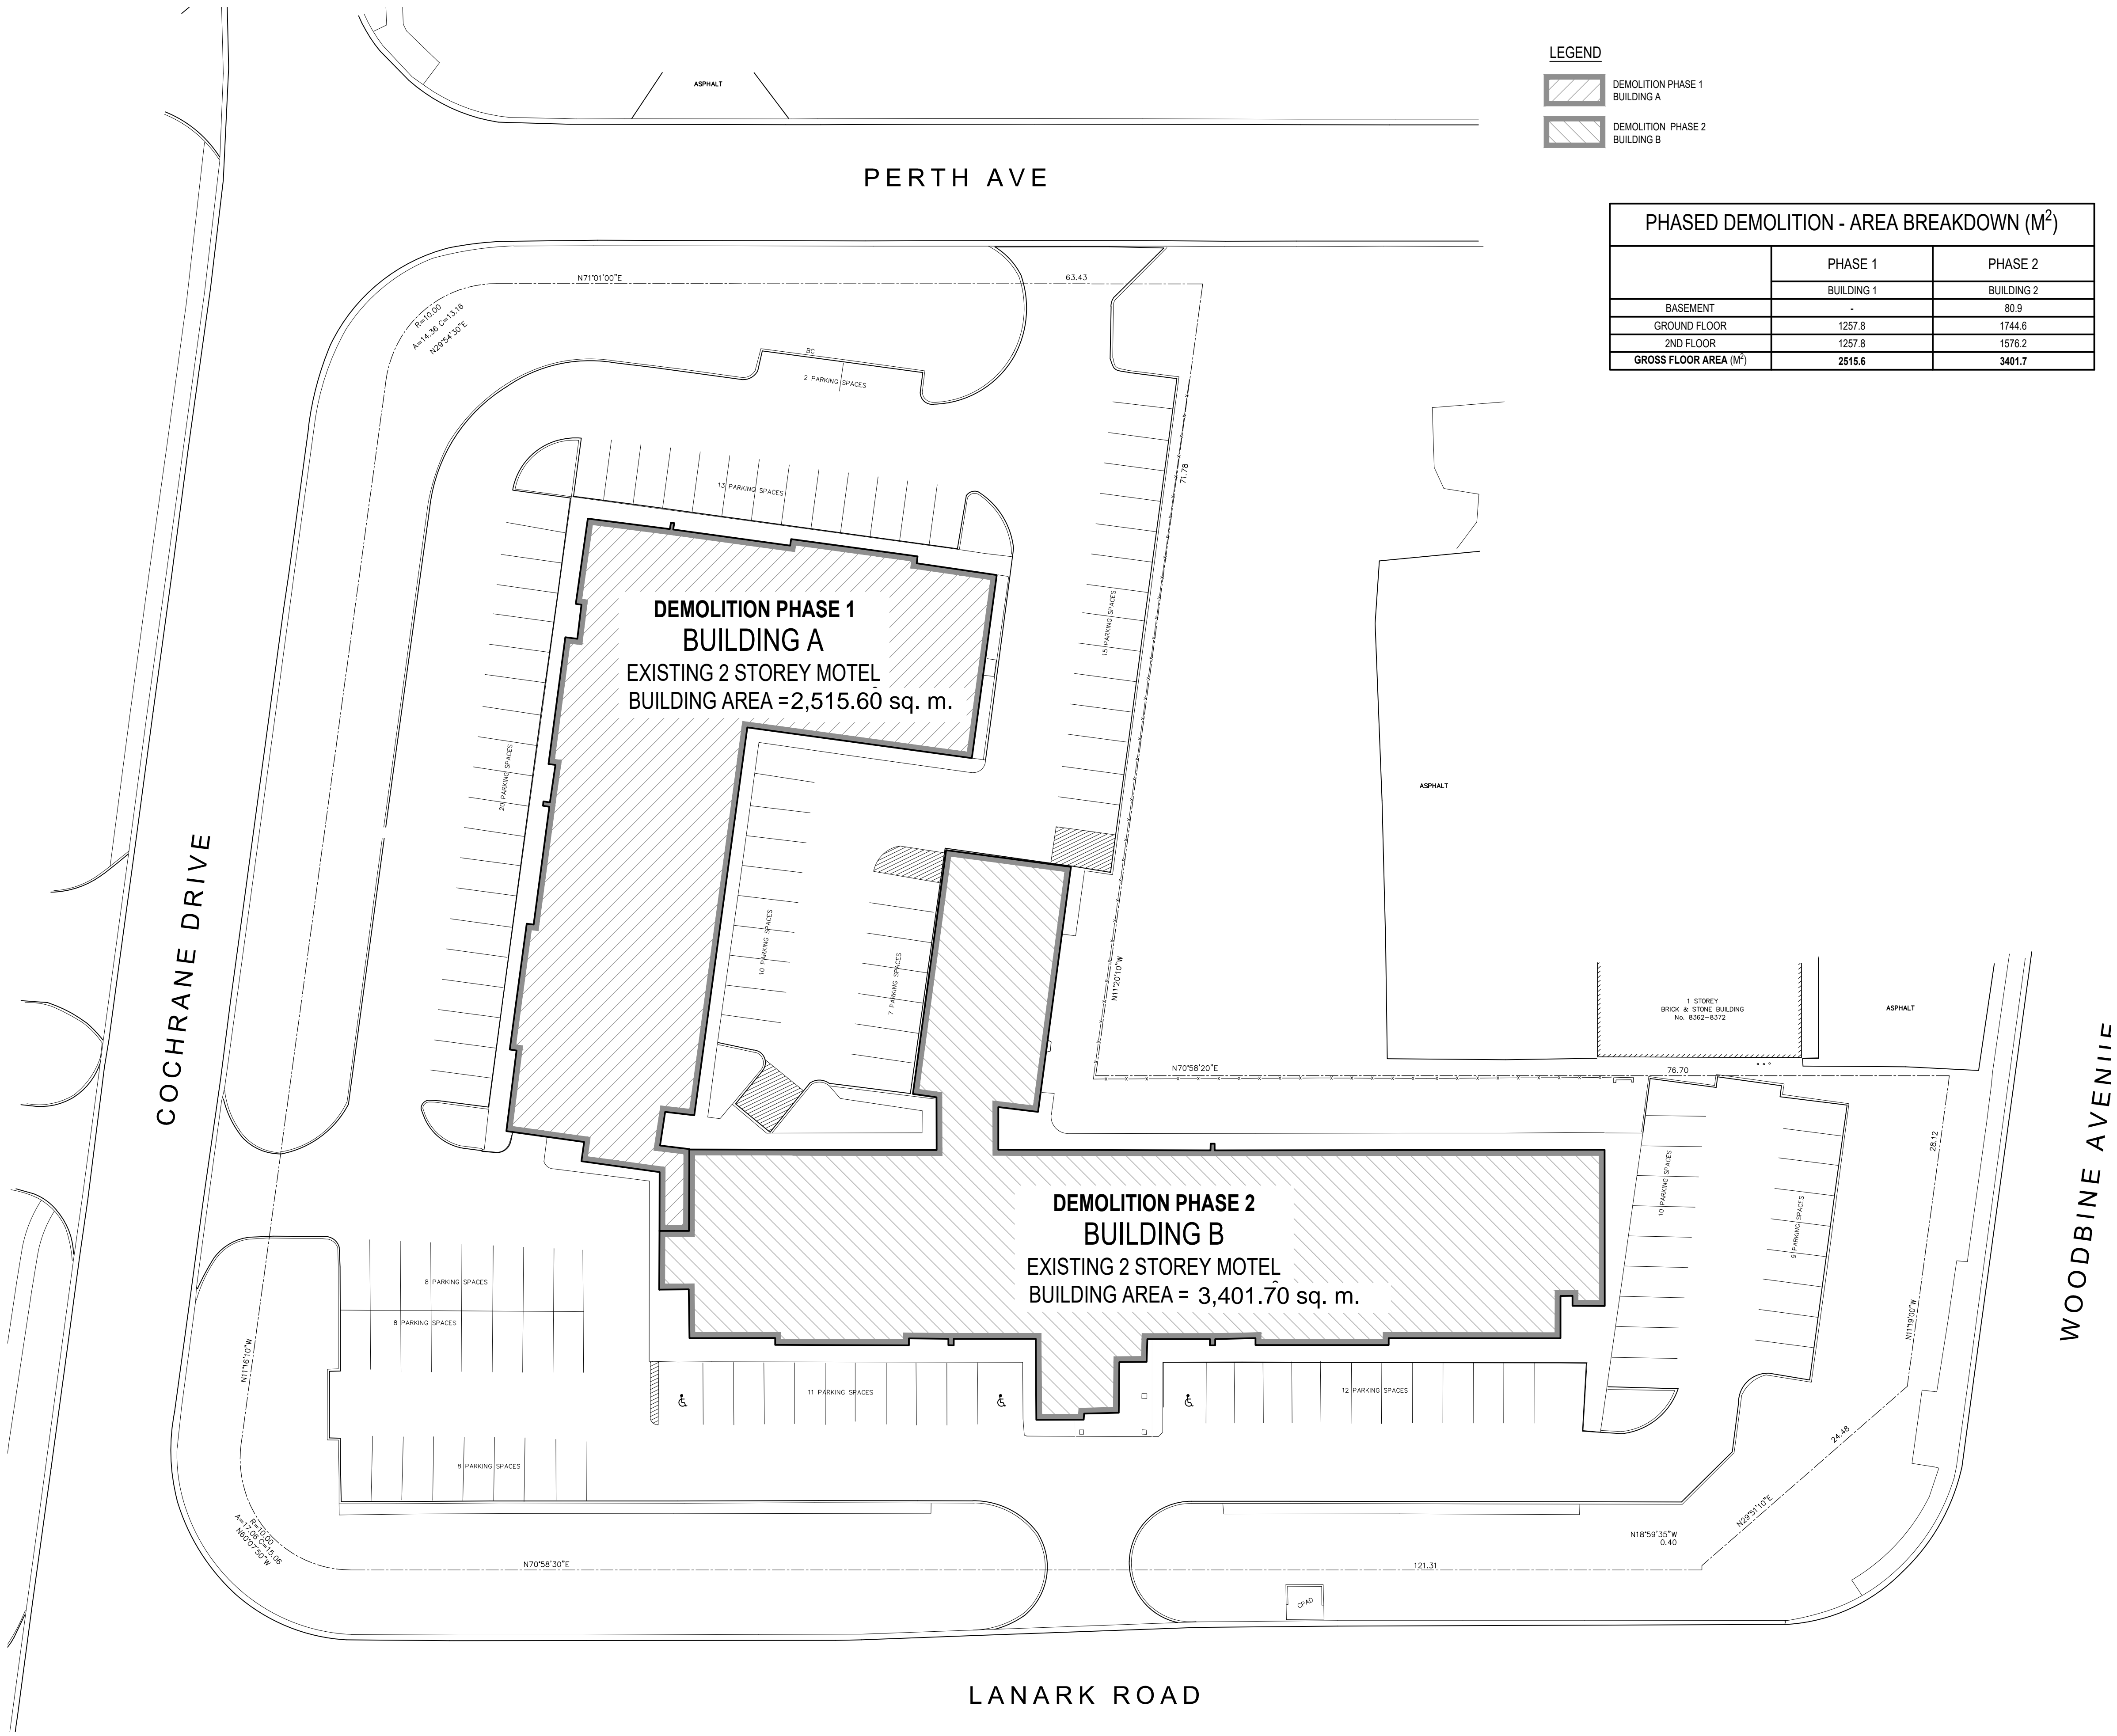 LEGEND
DEMOLITION PHASE 1
BUILDING A
DEMOLITION PHASE 2
BUILDING B
ASPHALT
PERTH AVE
PHASED DEMOLITION - AREA BREAKDOWN (M²)
PHASE 1 PHASE 2
BUILDING 1 BUILDING 2
BASEMENT - 80.9
GROUND FLOOR 1257.8 1744.6
2ND FLOOR 1257.8 1576.2
GROSS FLOOR AREA (M²) 2515.6 3401.7
N71°01'00"E
63.43
R=10.00
A=14.36 C=13.16
N29°54'30"E
BC
2 PARKING SPACES
71.78
13 PARKING SPACES
DEMOLITION PHASE 1
BUILDING A
EXISTING 2 STOREY MOTEL
BUILDING AREA = 2,515.60 sq. m.
15 PARKING SPACES
20 PARKING SPACES
ASPHALT
COCHRANE DRIVE
10 PARKING SPACES
7 PARKING SPACES
N11°20'10"W
1 STOREY
BRICK & STONE BUILDING
No. 8362-8372
ASPHALT
N70°58'20"E
76.70
28.12
WOODBINE AVENUE
DEMOLITION PHASE 2
BUILDING B
EXISTING 2 STOREY MOTEL
BUILDING AREA = 3,401.70 sq. m.
10 PARKING SPACES
9 PARKING SPACES
8 PARKING SPACES
8 PARKING SPACES
N11°16'10"W
N11°19'00"W
11 PARKING SPACES
12 PARKING SPACES
8 PARKING SPACES
24.48
N29°51'10"E
R=10.00
A=17.06 C=15.06
N60°07'50"W
N18°59'35"W
0.40
N70°58'30"E
121.31
CPAD
LANARK ROAD